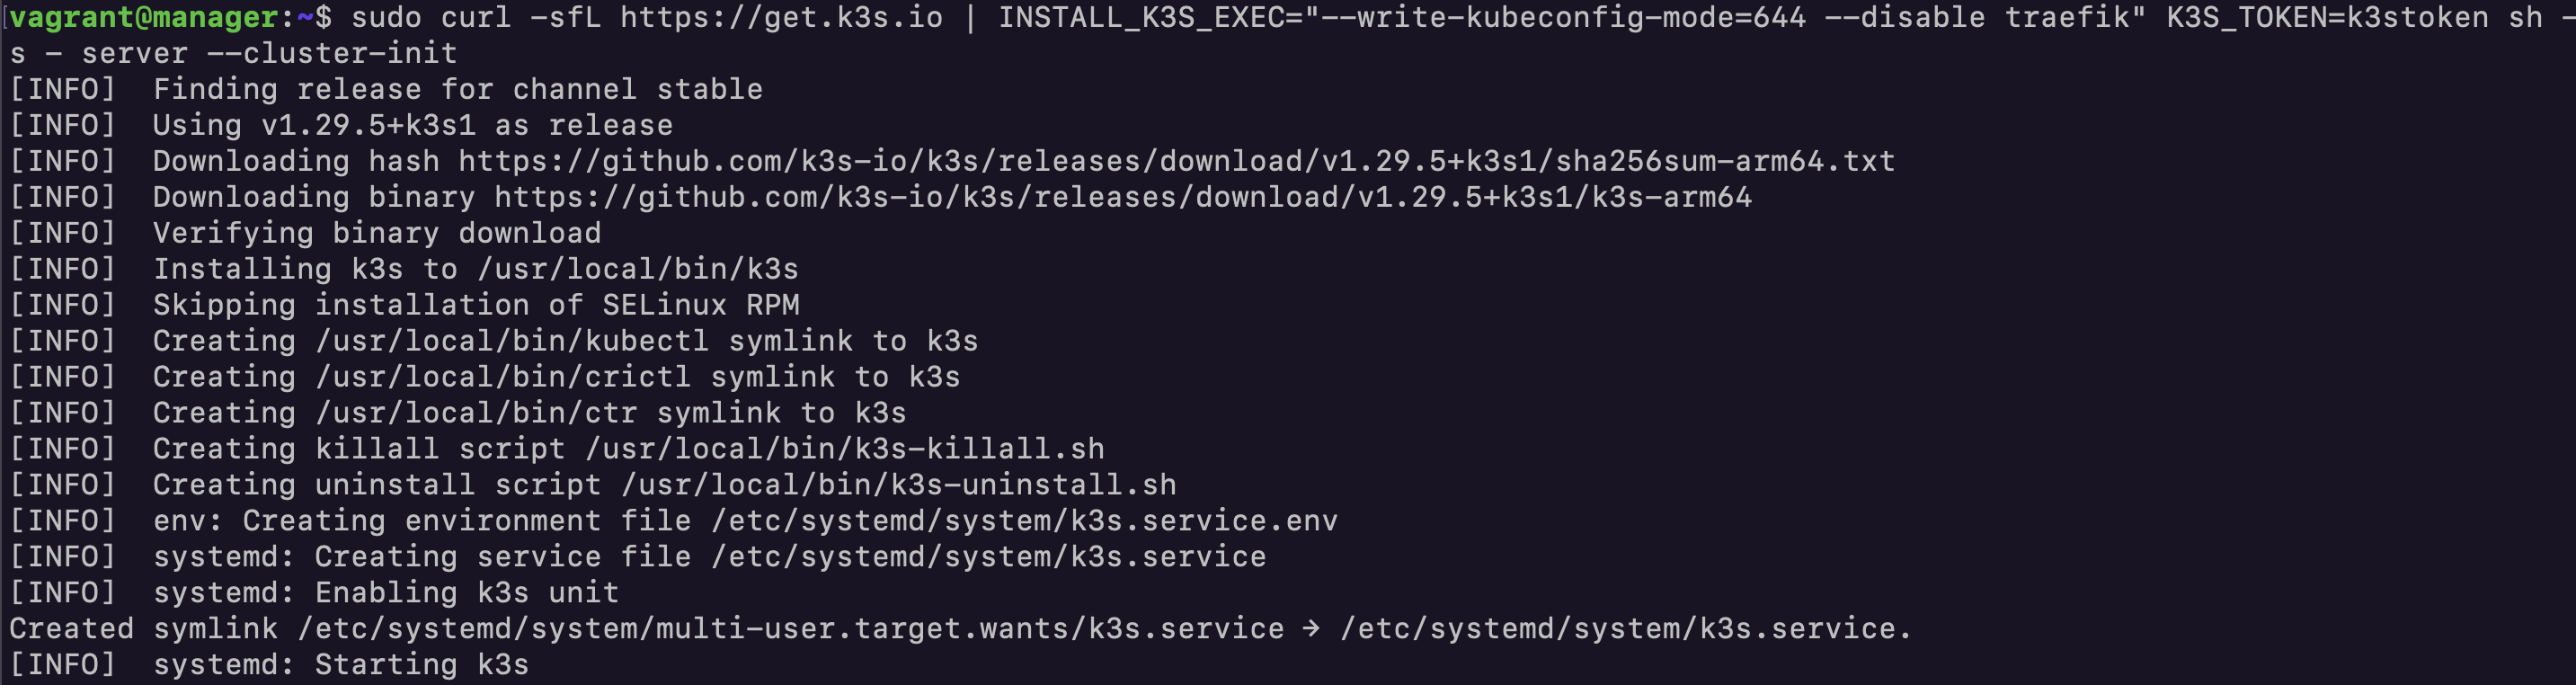 vagrant@manager:~$ sudo curl -sfL https://get.k3s.io | INSTALL_K3S_EXEC="--write-kubeconfig-mode=644 --disable traefik" K3S_TOKEN=k3stoken sh -
s - server --cluster-init
[INFO]  Finding release for channel stable
[INFO]  Using v1.29.5+k3s1 as release
[INFO]  Downloading hash https://github.com/k3s-io/k3s/releases/download/v1.29.5+k3s1/sha256sum-arm64.txt
[INFO]  Downloading binary https://github.com/k3s-io/k3s/releases/download/v1.29.5+k3s1/k3s-arm64
[INFO]  Verifying binary download
[INFO]  Installing k3s to /usr/local/bin/k3s
[INFO]  Skipping installation of SELinux RPM
[INFO]  Creating /usr/local/bin/kubectl symlink to k3s
[INFO]  Creating /usr/local/bin/crictl symlink to k3s
[INFO]  Creating /usr/local/bin/ctr symlink to k3s
[INFO]  Creating killall script /usr/local/bin/k3s-killall.sh
[INFO]  Creating uninstall script /usr/local/bin/k3s-uninstall.sh
[INFO]  env: Creating environment file /etc/systemd/system/k3s.service.env
[INFO]  systemd: Creating service file /etc/systemd/system/k3s.service
[INFO]  systemd: Enabling k3s unit
Created symlink /etc/systemd/system/multi-user.target.wants/k3s.service → /etc/systemd/system/k3s.service.
[INFO]  systemd: Starting k3s